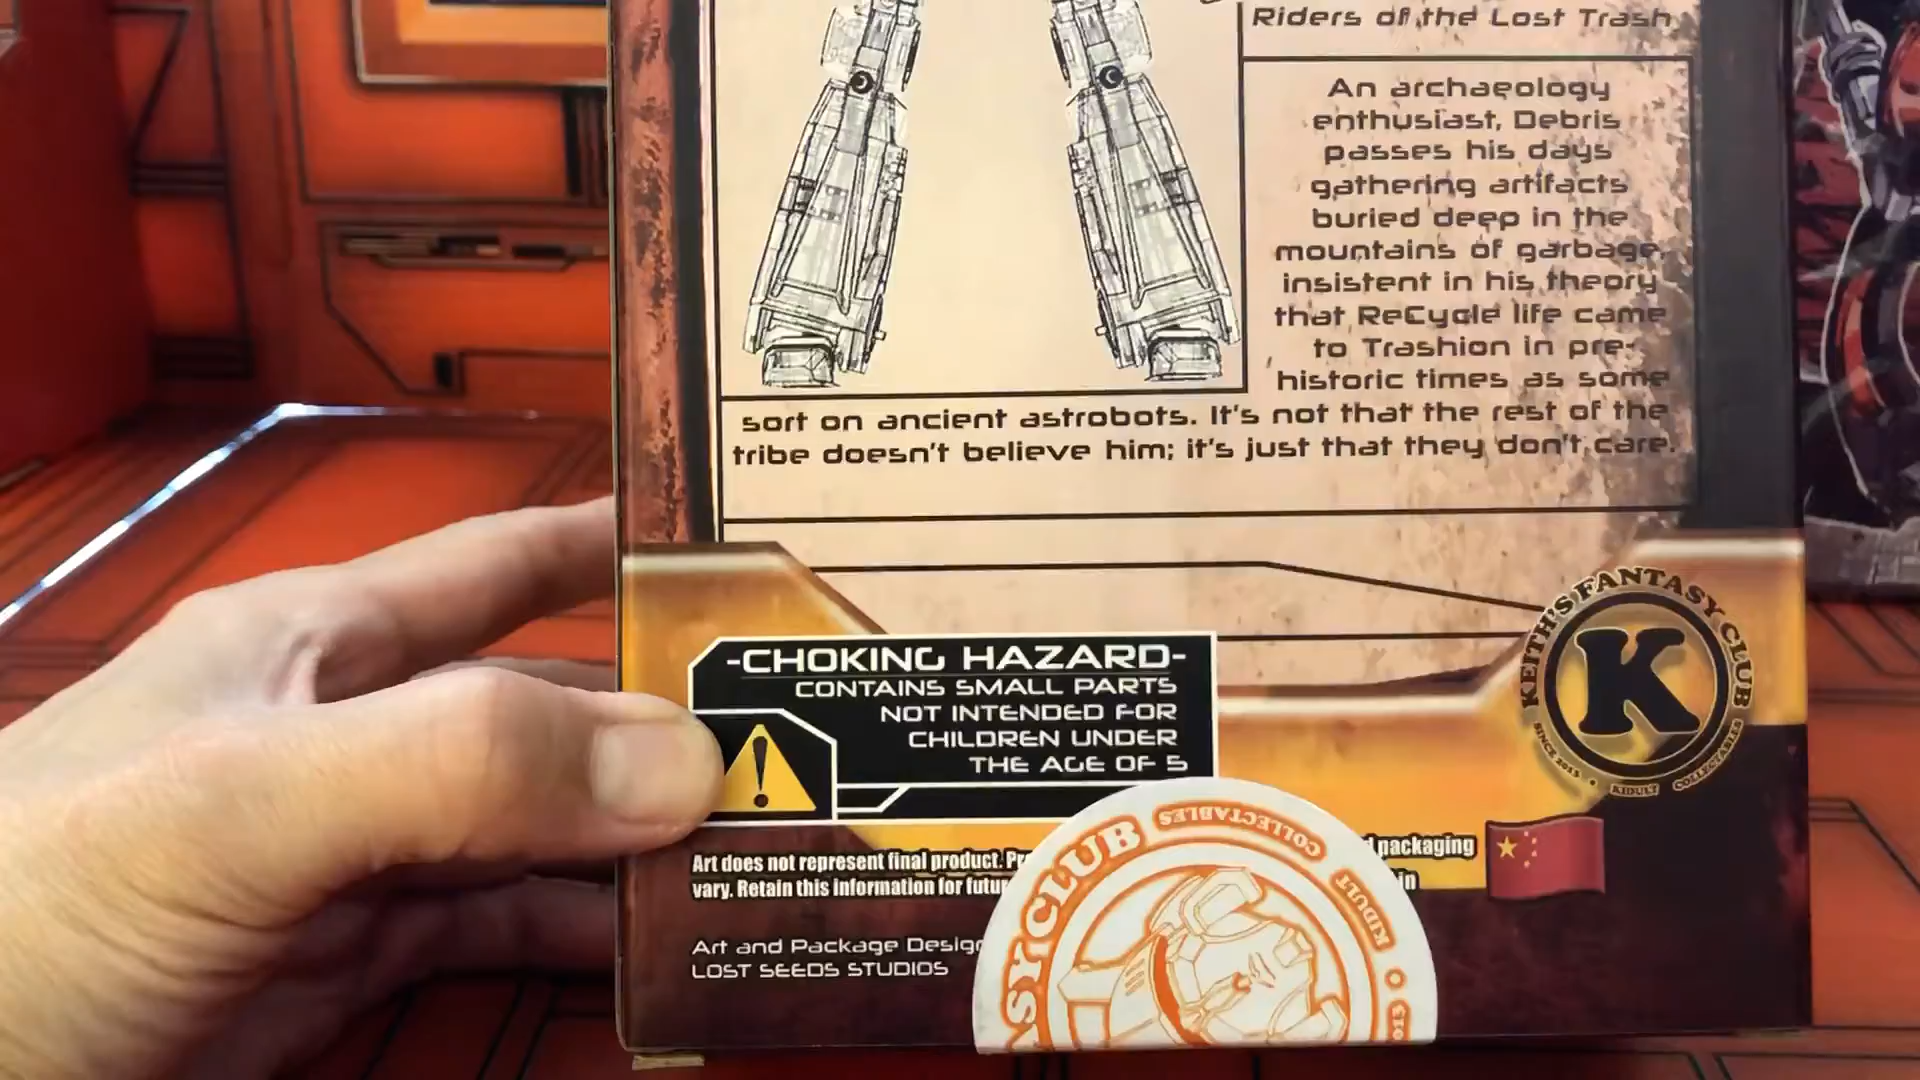 Riders of the Lost Trash
An archaeology
enthusiast, Debris
passes his days
gathering artifacts
buried deep in the
mountains of garbage,
insistent in his theory
that ReCycle life came
to Trashion in pre-
historic times as some
sort on ancient astrobots. It's not that the rest of the
tribe doesn't believe him; it's just that they don't care.
KEITH'S FANTASY CLUB
K
SINCE 2013 • KIDULT COLLECTABLES
-CHOKING HAZARD-
CONTAINS SMALL PARTS
NOT INTENDED FOR
CHILDREN UNDER
THE AGE OF 5
Art does not represent final product. packaging
vary. Retain this information for in
Art and Package
LOST SEEDS STUDIOS
CLUB
COLLECTABLES
KIDULT